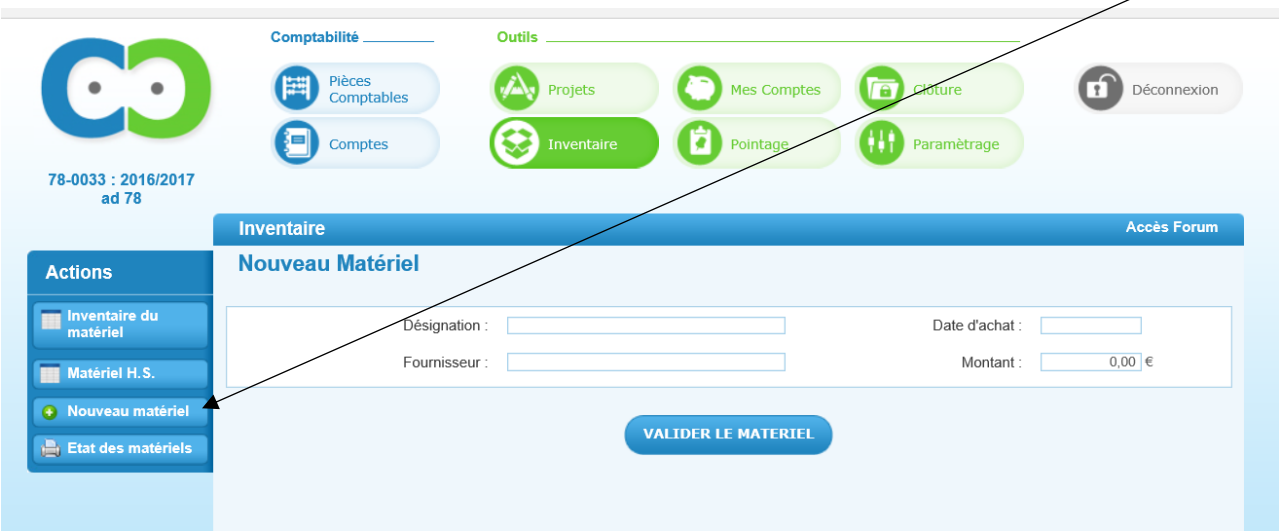 Comptabilité
Outils
Pièces
Comptables
Projets
Mes Comptes
Clôture
Déconnexion
Comptes
Inventaire
Pointage
Paramètrage
78-0033 : 2016/2017
ad 78
Inventaire
Accès Forum
Actions
Nouveau Matériel
Inventaire du
matériel
Matériel H.S.
Nouveau matériel
Etat des matériels
Désignation :
Date d'achat :
Fournisseur :
Montant : 0,00 €
VALIDER LE MATERIEL